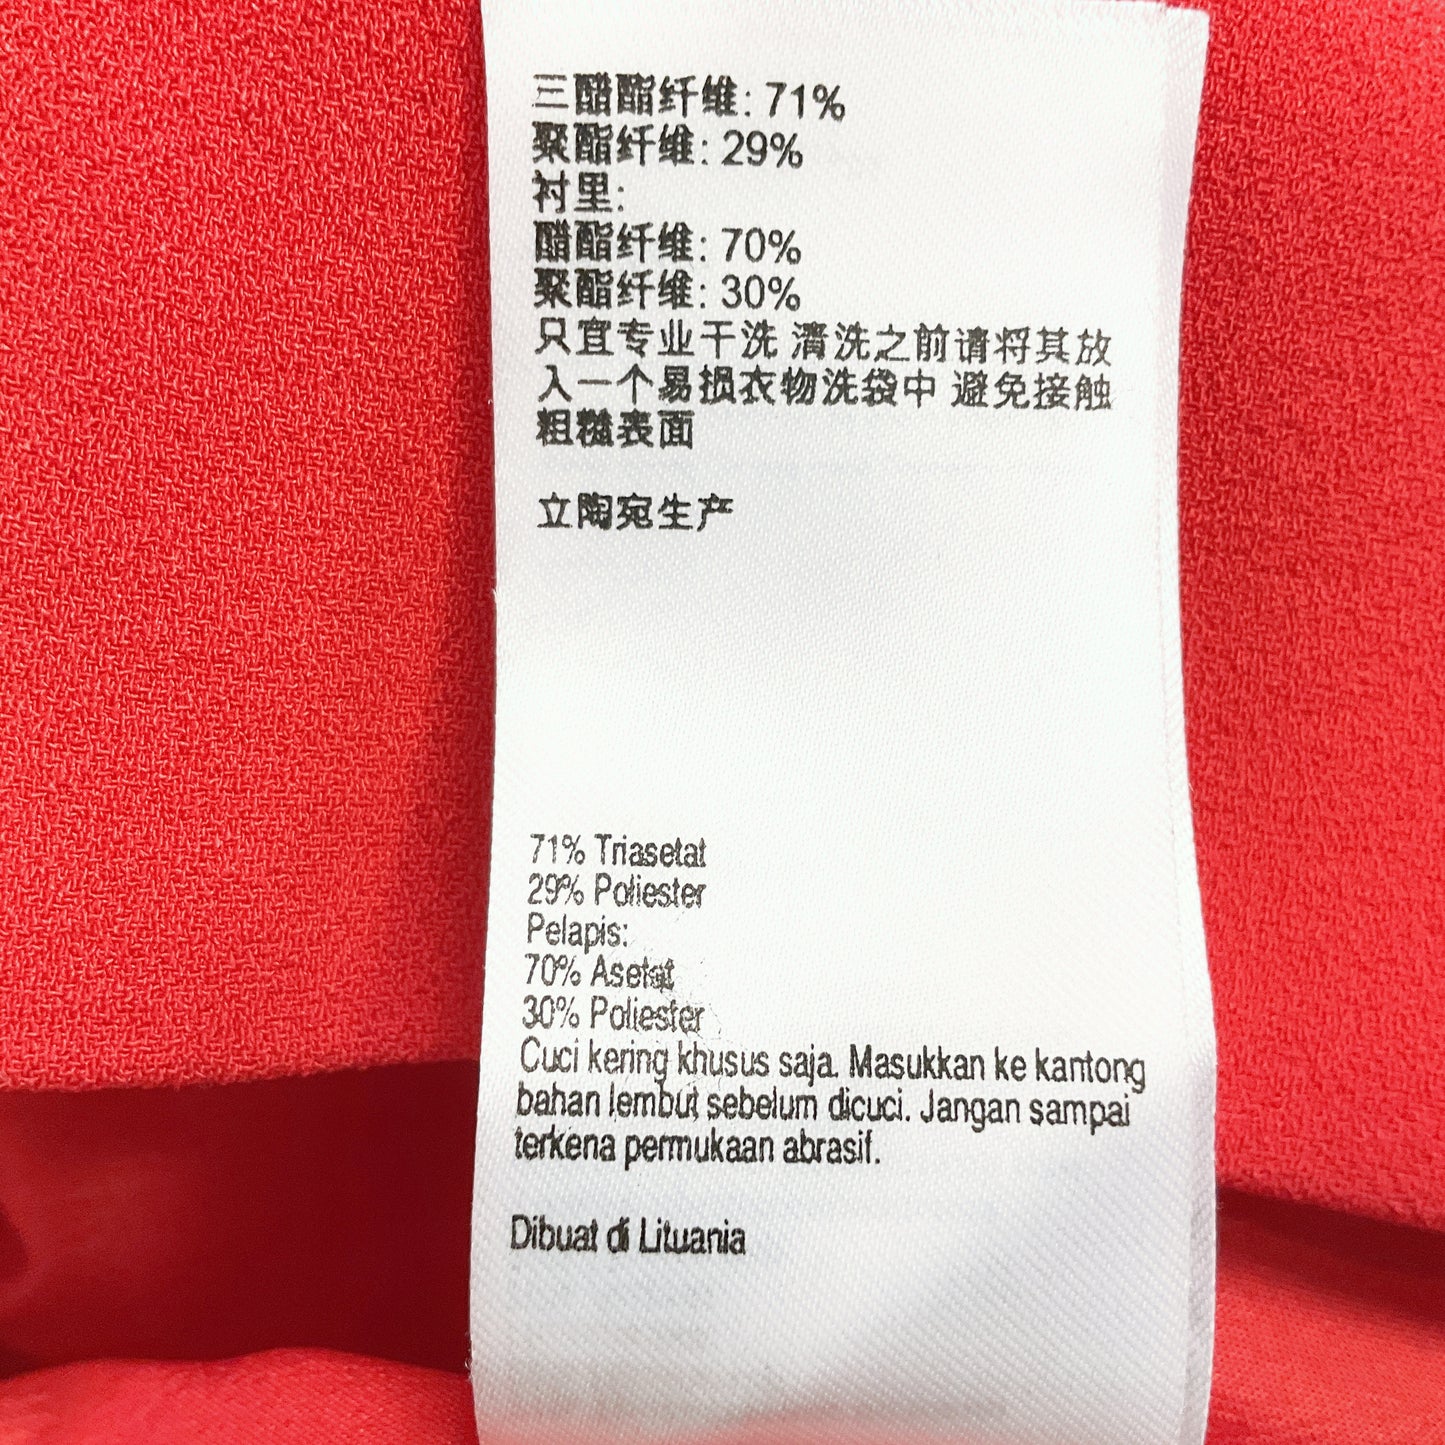 三醋酯纤维: 71%
聚酯纤维: 29%
衬里:
醋酯纤维: 70%
聚酯纤维: 30%
只宜专业干洗 清洗之前请将其放
入一个易损衣物洗袋中 避免接触
粗糙表面
立陶宛生产
71% Triasetat
29% Poliester
Pelapis:
70% Asetat
30% Poliester
Cuci kering khusus saja. Masukkan ke kantong
bahan lembut sebelum dicuci. Jangan sampai
terkena permukaan abrasif.
Dibuat di Lituania